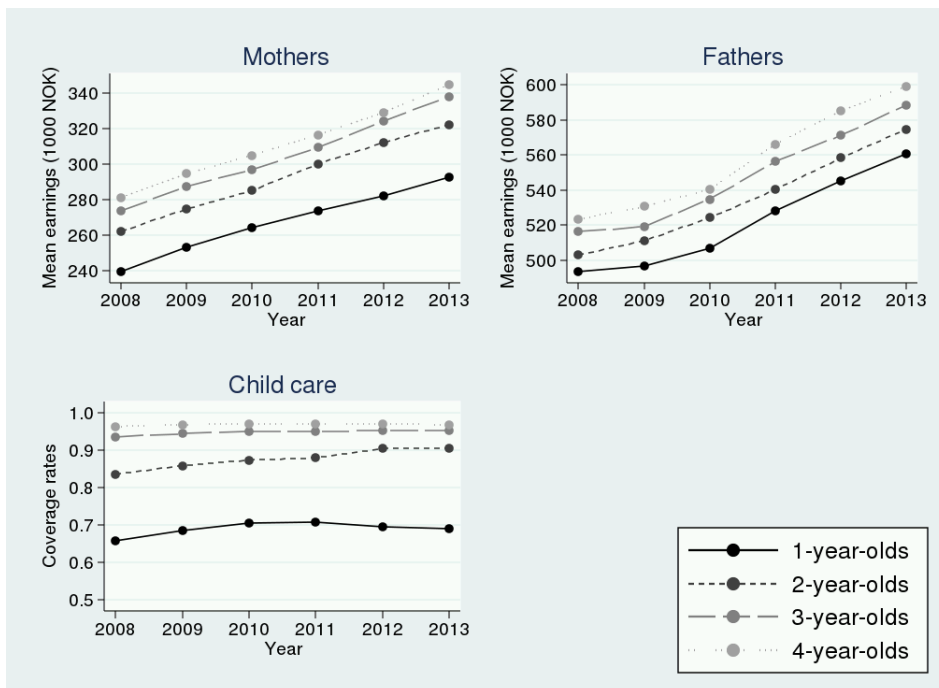 Mothers
Mean earnings (1000 NOK)
340
320
300
280
260
240
2008 2009 2010 2011 2012 2013
Year
Fathers
Mean earnings (1000 NOK)
600
580
560
540
520
500
2008 2009 2010 2011 2012 2013
Year
Child care
Coverage rates
1.0
0.9
0.8
0.7
0.6
0.5
2008 2009 2010 2011 2012 2013
Year
1-year-olds
2-year-olds
3-year-olds
4-year-olds